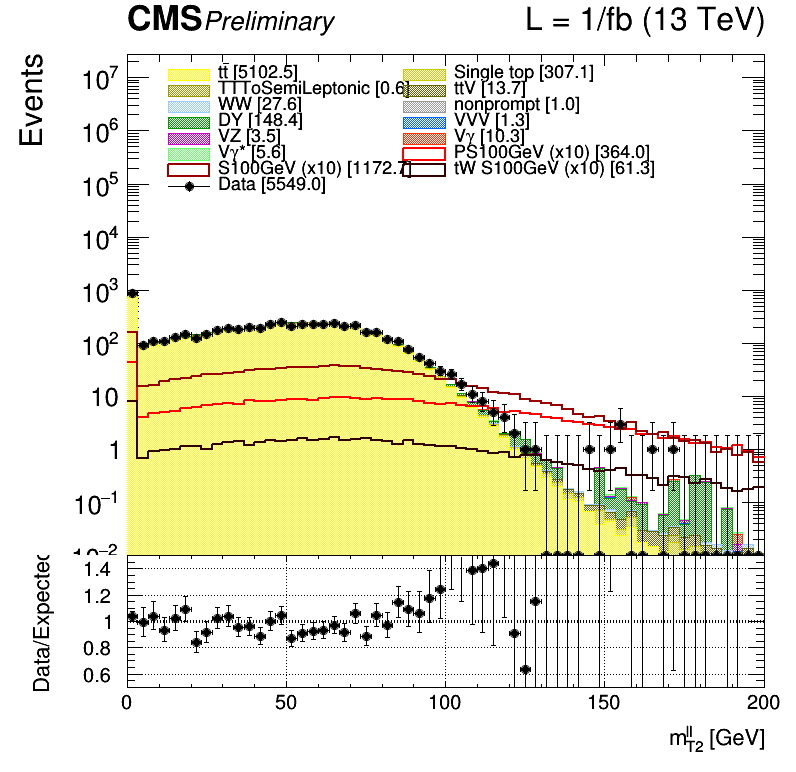 CMS Preliminary L = 1/fb (13 TeV)
Events
tt̄ [5102.5] Single top [307.1]
TTToSemiLeptonic [0.6] ttV [13.7]
WW [27.6] nonprompt [1.0]
DY [148.4] VVV [1.3]
VZ [3.5] Vγ [10.3]
Vγ* [5.6] PS100GeV (x10) [364.0]
S100GeV (x10) [1172.7] tW S100GeV (x10) [61.3]
Data [5549.0]
10⁷
10⁶
10⁵
10⁴
10³
10²
10
1
10⁻¹
10⁻²
Data/Expected
1.4
1.2
1
0.8
0.6
0 50 100 150 200
m_T2^ll [GeV]